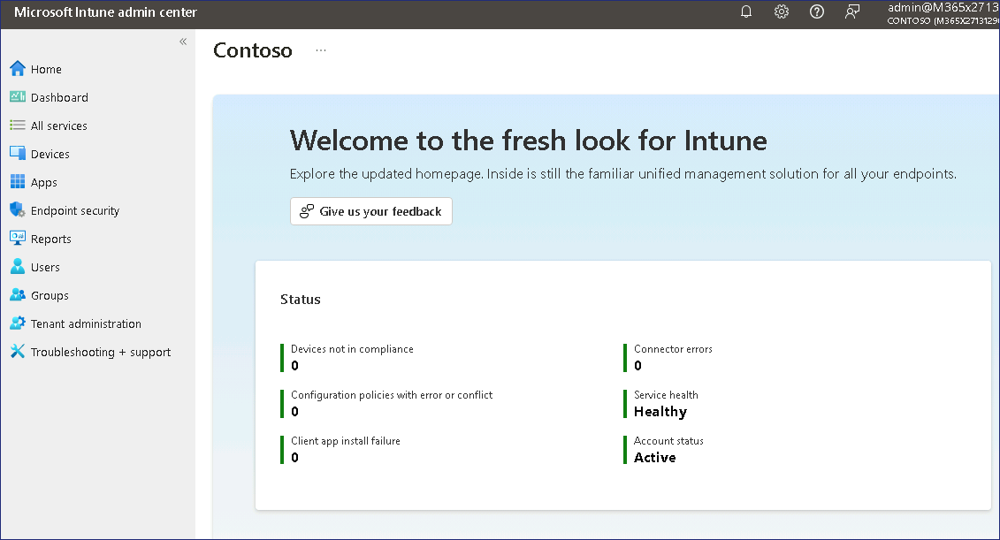 Microsoft Intune admin center
admin@M365x2713
CONTOSO (M365X2713129
«
Home
Dashboard
All services
Devices
Apps
Endpoint security
Reports
Users
Groups
Tenant administration
Troubleshooting + support
Contoso ...
Welcome to the fresh look for Intune
Explore the updated homepage. Inside is still the familiar unified management solution for all your endpoints.
Give us your feedback
Status
Devices not in compliance
0
Configuration policies with error or conflict
0
Client app install failure
0
Connector errors
0
Service health
Healthy
Account status
Active